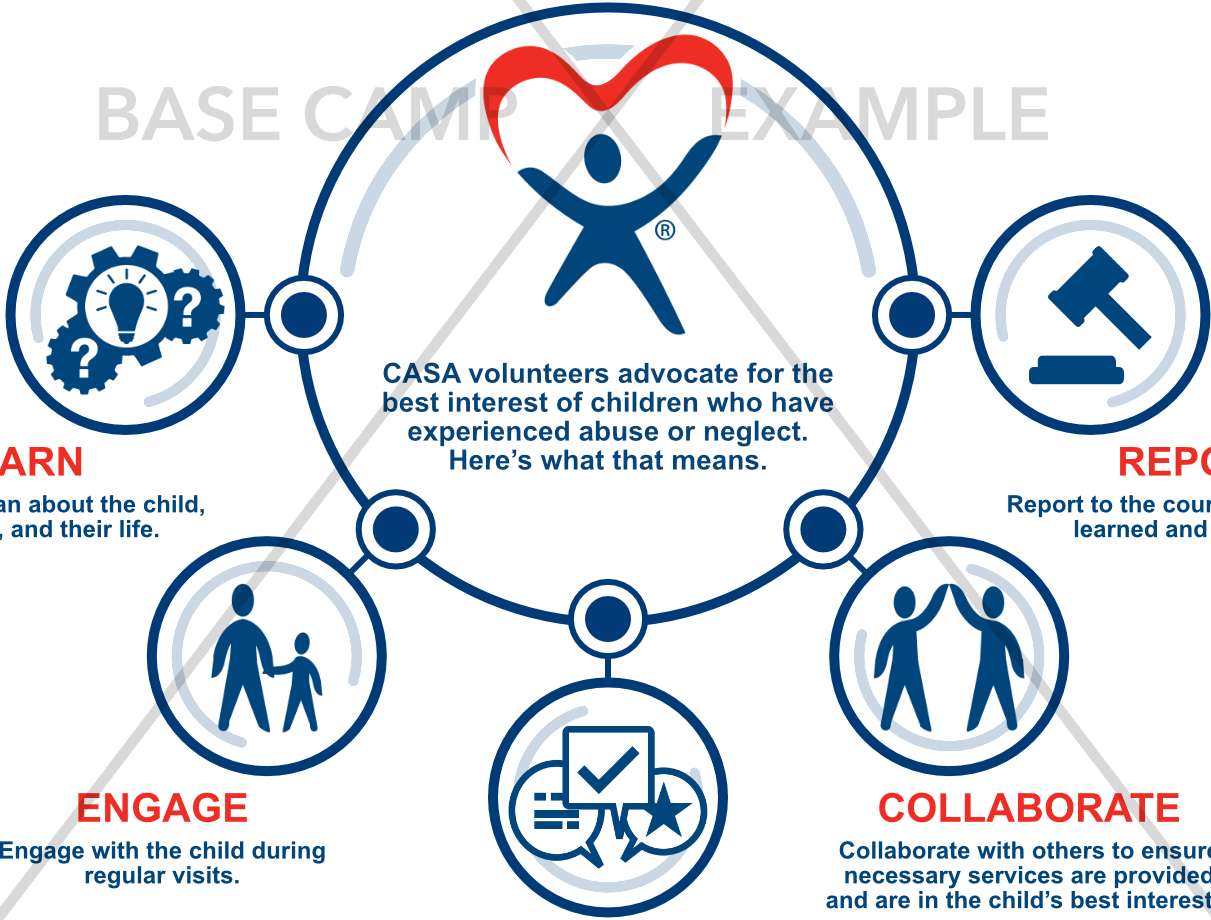 BASE CAMP EXAMPLE
®
CASA volunteers advocate for the
best interest of children who have
experienced abuse or neglect.
Here’s what that means.
? ?
ARN
an about the child,
, and their life.
REPO
Report to the cour
learned and
ENGAGE
Engage with the child during
regular visits.
COLLABORATE
Collaborate with others to ensure
necessary services are provided
and are in the child’s best interest